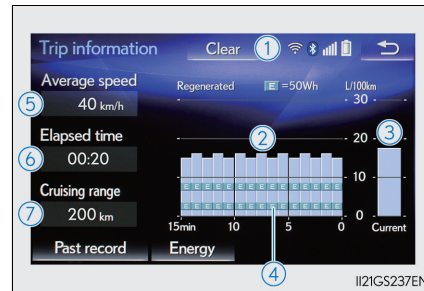 Trip information Clear 1
Average speed
5 40 km/h
Elapsed time
6 00:20
Cruising range
7 200 km
Regenerated E =50Wh L/100km
30
2 20 3
10
E E E E E E E E E E E E E E E
E E E E E E E E E E E E E E E
0
15min 10 5 0 Current
Past record Energy
4
II21GS237EN